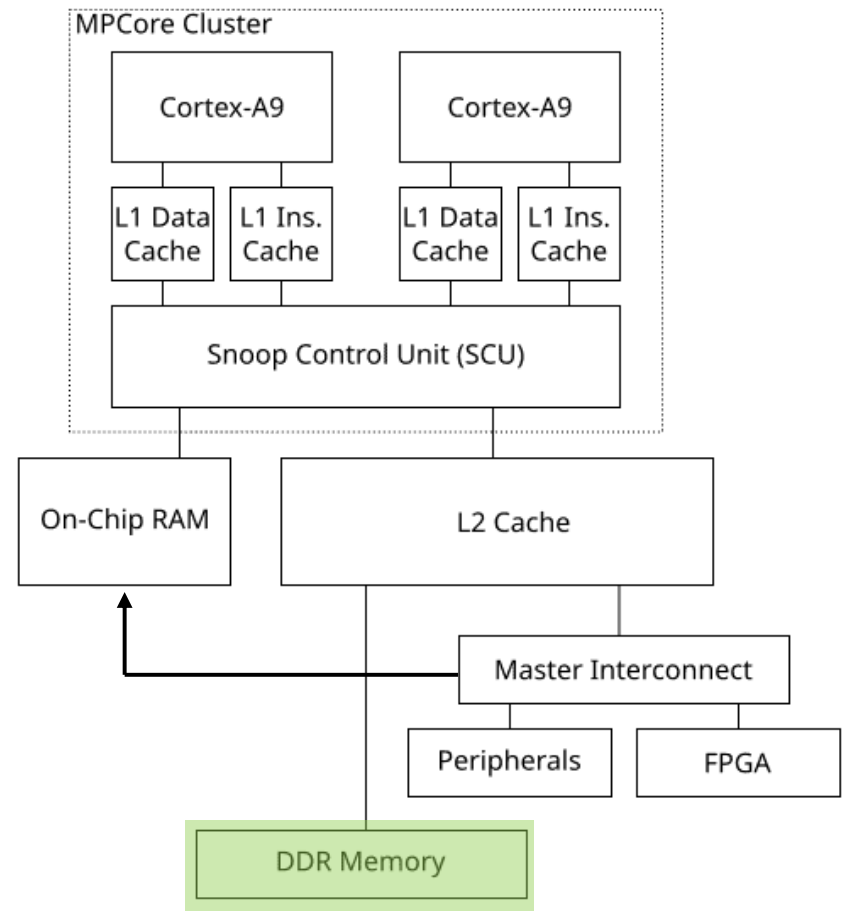 MPCore Cluster
Cortex-A9
Cortex-A9
L1 Data
Cache
L1 Ins.
Cache
L1 Data
Cache
L1 Ins.
Cache
Snoop Control Unit (SCU)
On-Chip RAM
L2 Cache
Master Interconnect
Peripherals
FPGA
DDR Memory